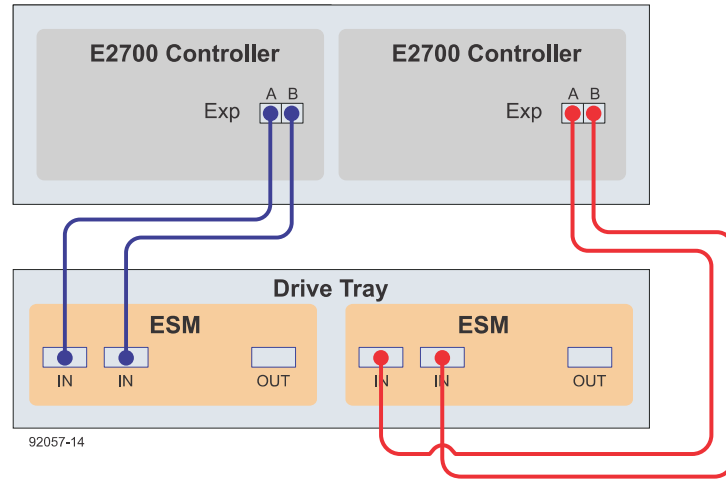 E2700 Controller E2700 Controller
A B A B
Exp Exp
Drive Tray
ESM ESM
IN IN OUT IN IN OUT
92057-14